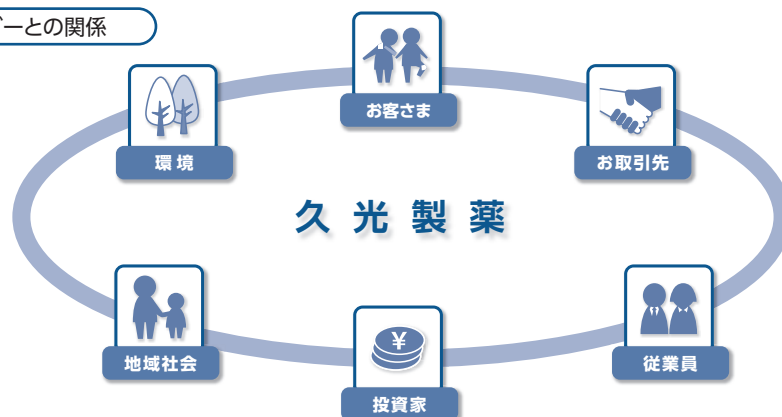 ーとの関係
お客さま
環境
お取引先
久光製薬
地域社会
¥
従業員
投資家